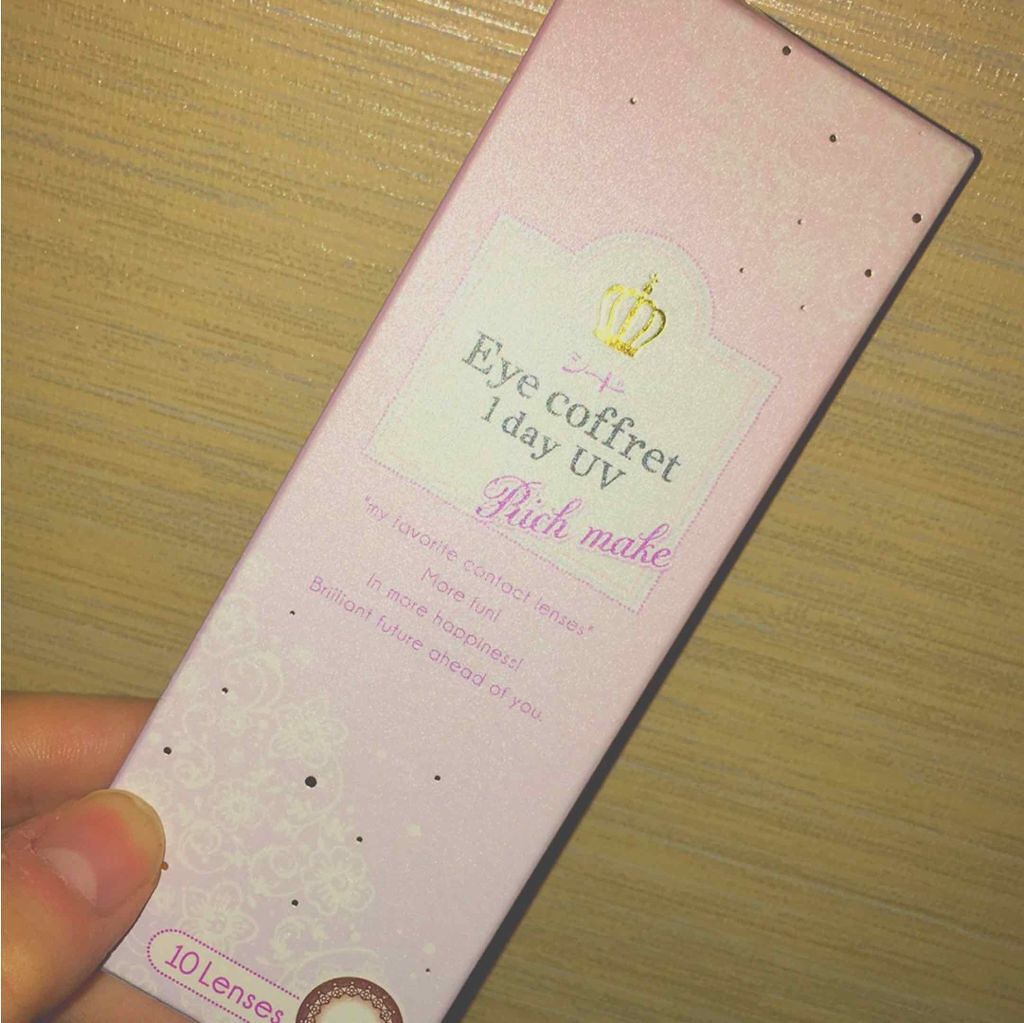 シード
Eye coffret
1 day UV
Rich make
"my favorite contact lenses"
More fun!
In more happiness!
Brilliant future ahead of you.
10 Lenses